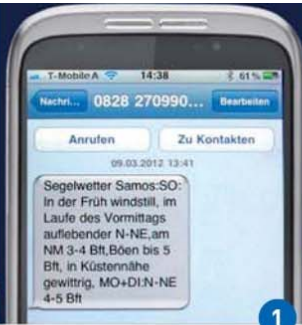 T-Mobile A 14:38 61%
Nachri... 0828 270990... Bearbeiten
Anrufen Zu Kontakten
09.03.2012 13:41
Segelwetter Samos:SO:
In der Früh windstill, im
Laufe des Vormittags
auflebender N-NE,am
NM 3-4 Bft,Böen bis 5
Bft, in Küstennähe
gewittrig, MO+DI:N-NE
4-5 Bft
1